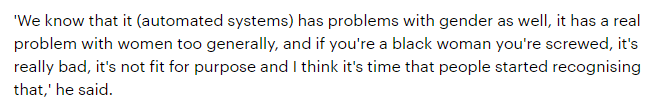 'We know that it (automated systems) has problems with gender as well, it has a real
problem with women too generally, and if you're a black woman you're screwed, it's
really bad, it's not fit for purpose and I think it's time that people started recognising
that,' he said.